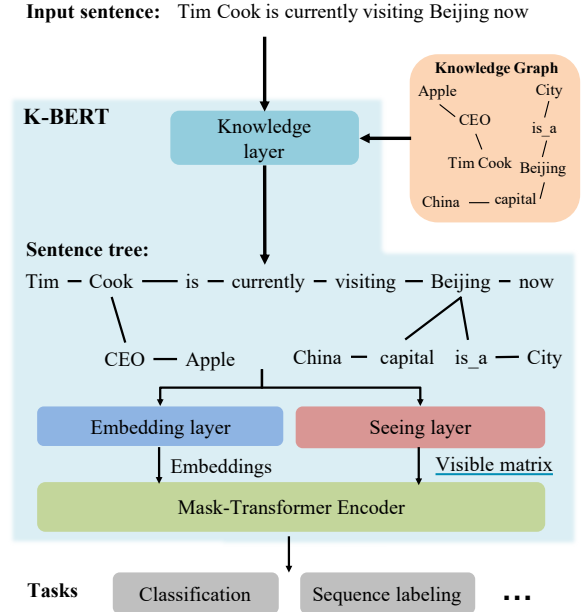 Input sentence: Tim Cook is currently visiting Beijing now
Knowledge Graph
Apple City
CEO is_a
Tim Cook Beijing
China capital
K-BERT
Knowledge
layer
Sentence tree:
Tim Cook is currently visiting Beijing now
CEO Apple China capital is_a City
Embedding layer Seeing layer
Embeddings Visible matrix
Mask-Transformer Encoder
Tasks Classification Sequence labeling ...